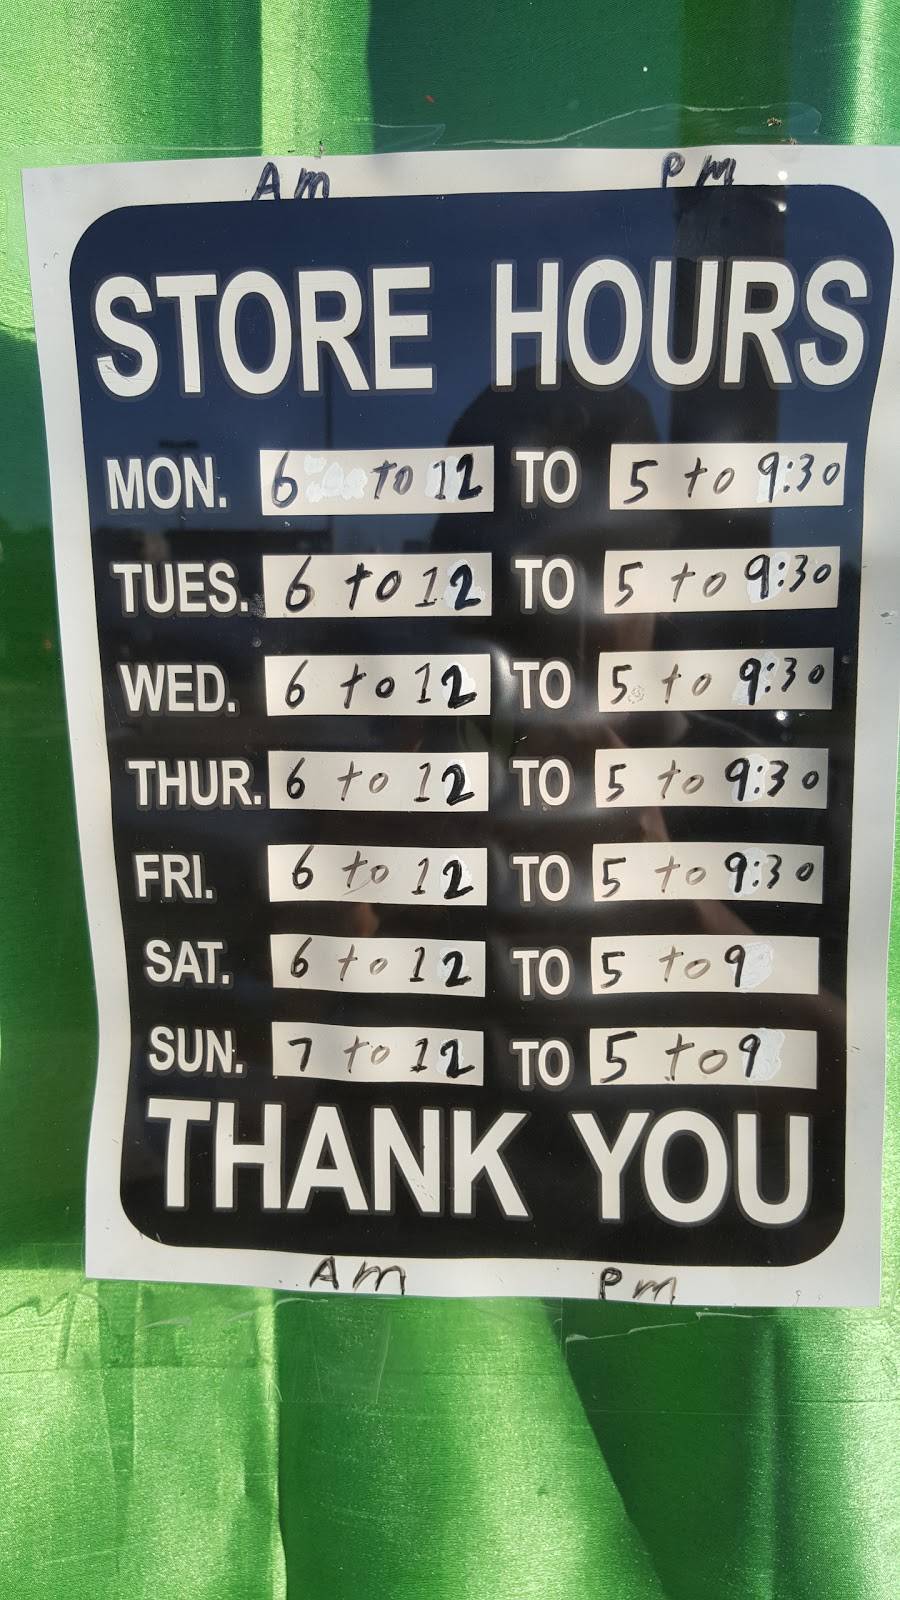 Am PM
STORE HOURS
MON. 6 to 12 TO 5 to 9:30
TUES. 6 to 12 TO 5 to 9:30
WED. 6 to 12 TO 5 to 9:30
THUR. 6 to 12 TO 5 to 9:30
FRI. 6 to 12 TO 5 to 9:30
SAT. 6 to 12 TO 5 to 9
SUN. 7 to 12 TO 5 to 9
THANK YOU
Am Pm